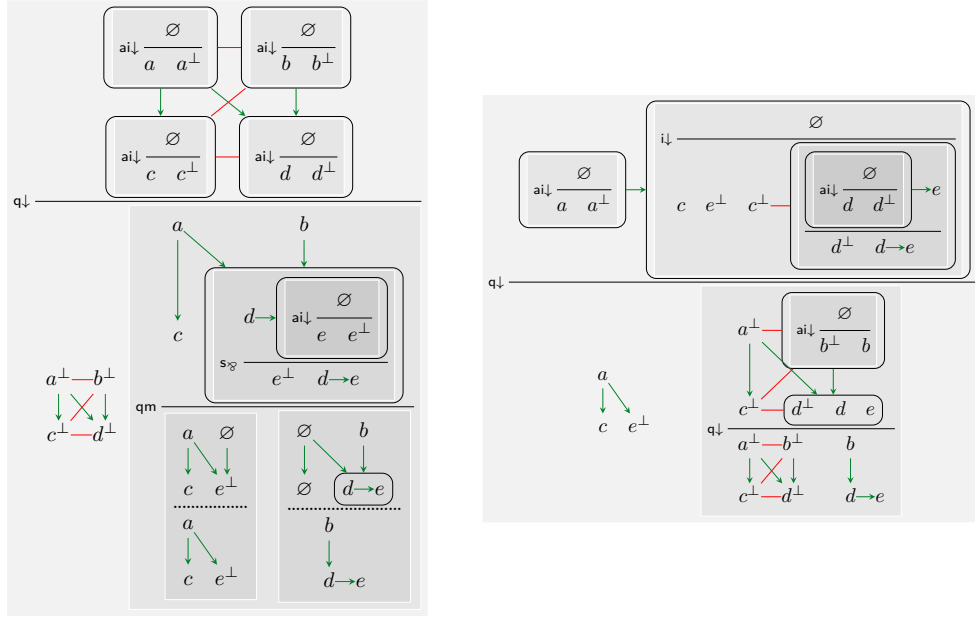 ∅ ∅
ai↓ ai↓
a a⊥ b b⊥
∅ ∅
ai↓ ai↓
c c⊥ d d⊥
q↓
a b
∅
d→ ai↓
e e⊥
c
s⅋
e⊥ d→e
a⊥ b⊥
qm
c⊥ d⊥
a ∅ ∅ b
c e⊥ ∅ d→e
a b
c e⊥ d→e
∅
i↓
∅ ∅
ai↓ ai↓ → e
a a⊥ c e⊥ c⊥ d d⊥
d⊥ d→e
q↓
∅
a⊥ ai↓
b⊥ b
a
c⊥ d⊥ d e
c e⊥
q↓
a⊥ b⊥ b
c⊥ d⊥ d→e